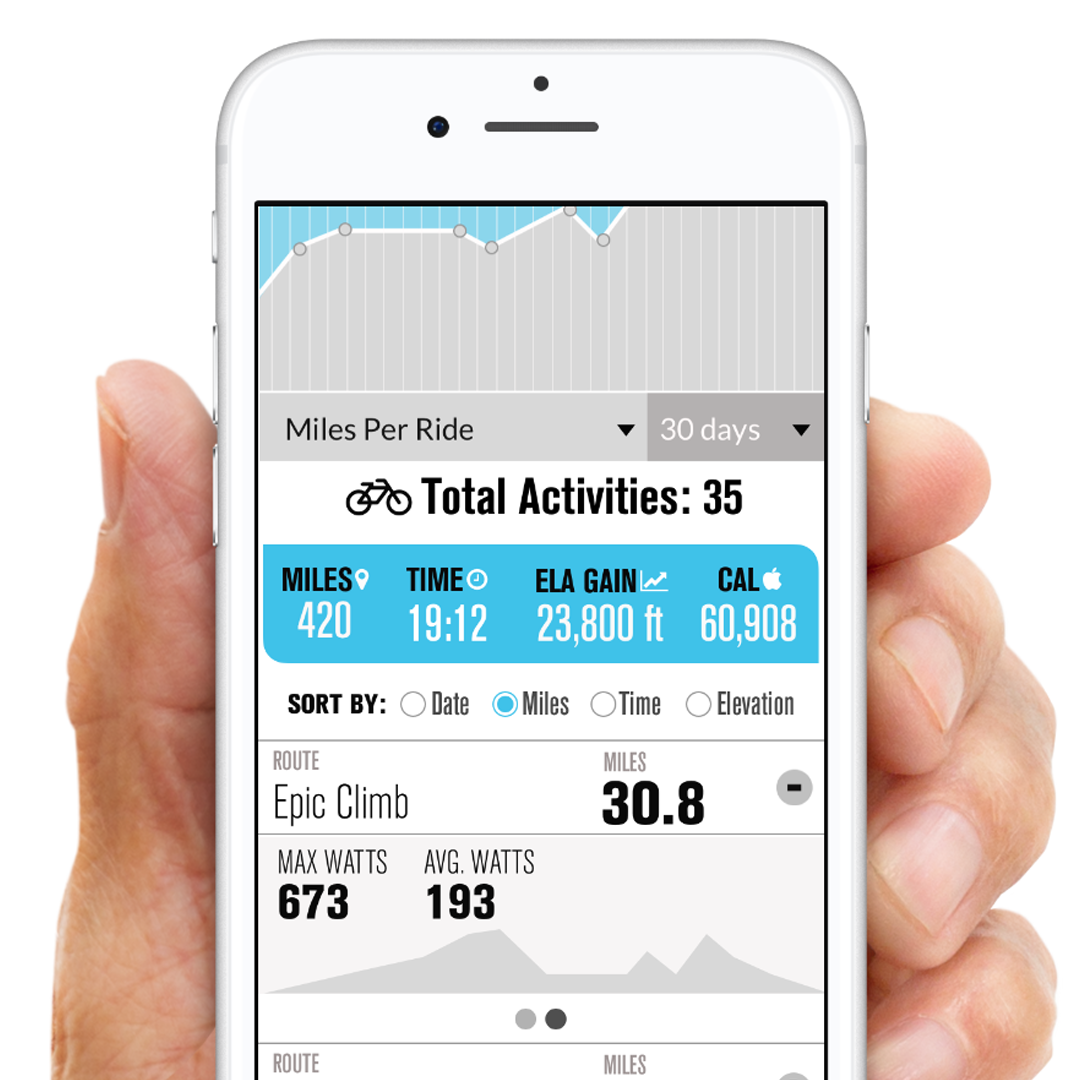 Miles Per Ride 30 days
Total Activities: 35
MILES TIME ELA GAIN CAL
420 19:12 23,800 ft 60,908
SORT BY: Date Miles Time Elevation
ROUTE MILES
Epic Climb 30.8
MAX WATTS AVG. WATTS
673 193
ROUTE MILES